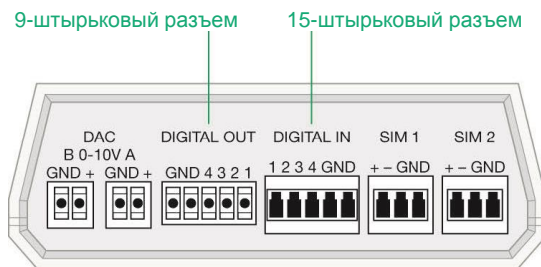 9-штырьковый разъем 15-штырьковый разъем
DAC DIGITAL OUT DIGITAL IN SIM 1 SIM 2
B 0-10V A
GND + GND + GND 4 3 2 1 1 2 3 4 GND + – GND + – GND